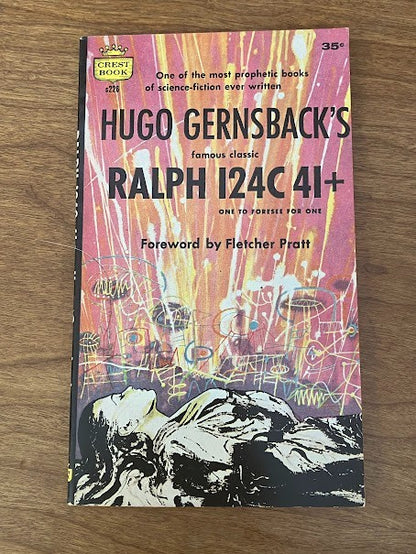 CREST
BOOK
s226
35¢
One of the most prophetic books
of science-fiction ever written
HUGO GERNSBACK'S
famous classic
RALPH 124C 41+
ONE TO FORESEE FOR ONE
Foreword by Fletcher Pratt